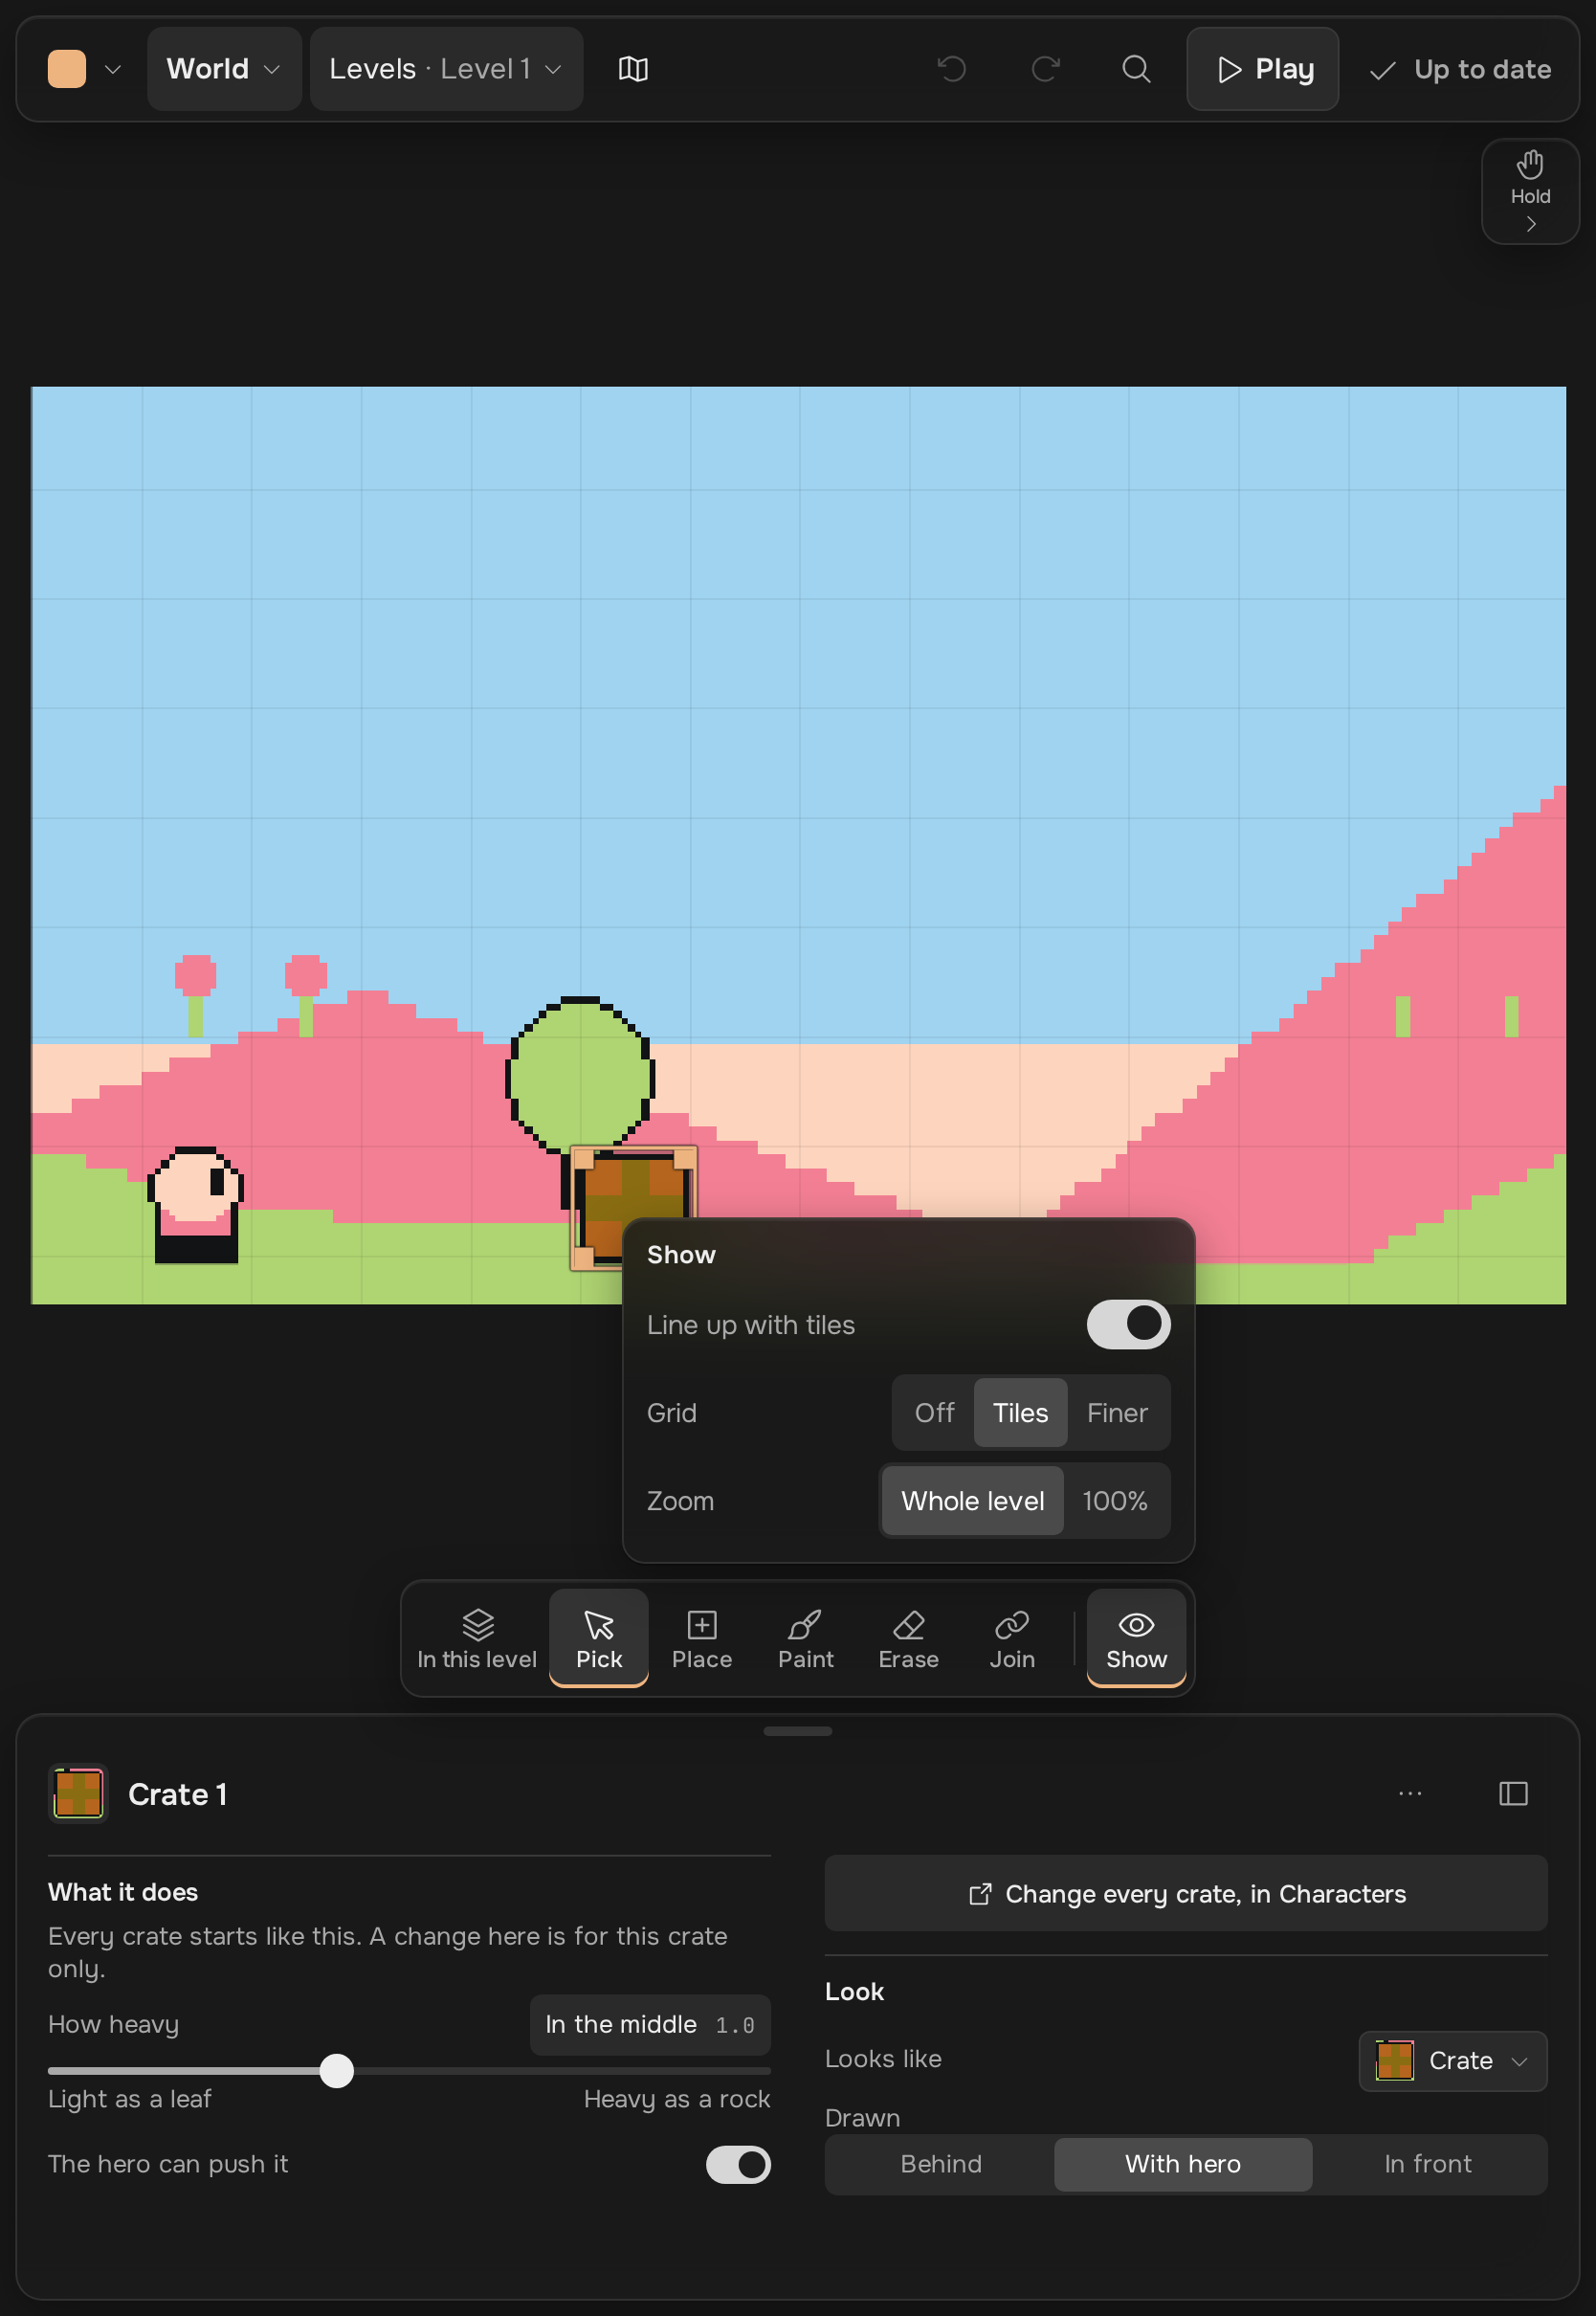 World
Levels · Level 1
Play
Up to date
Hold
Show
Line up with tiles
Grid
Off
Tiles
Finer
Zoom
Whole level
100%
In this level
Pick
Place
Paint
Erase
Join
Show
Crate 1
What it does
Every crate starts like this. A change here is for this crate
only.
How heavy
In the middle 1.0
Light as a leaf
Heavy as a rock
The hero can push it
Change every crate, in Characters
Look
Looks like
Crate
Drawn
Behind
With hero
In front